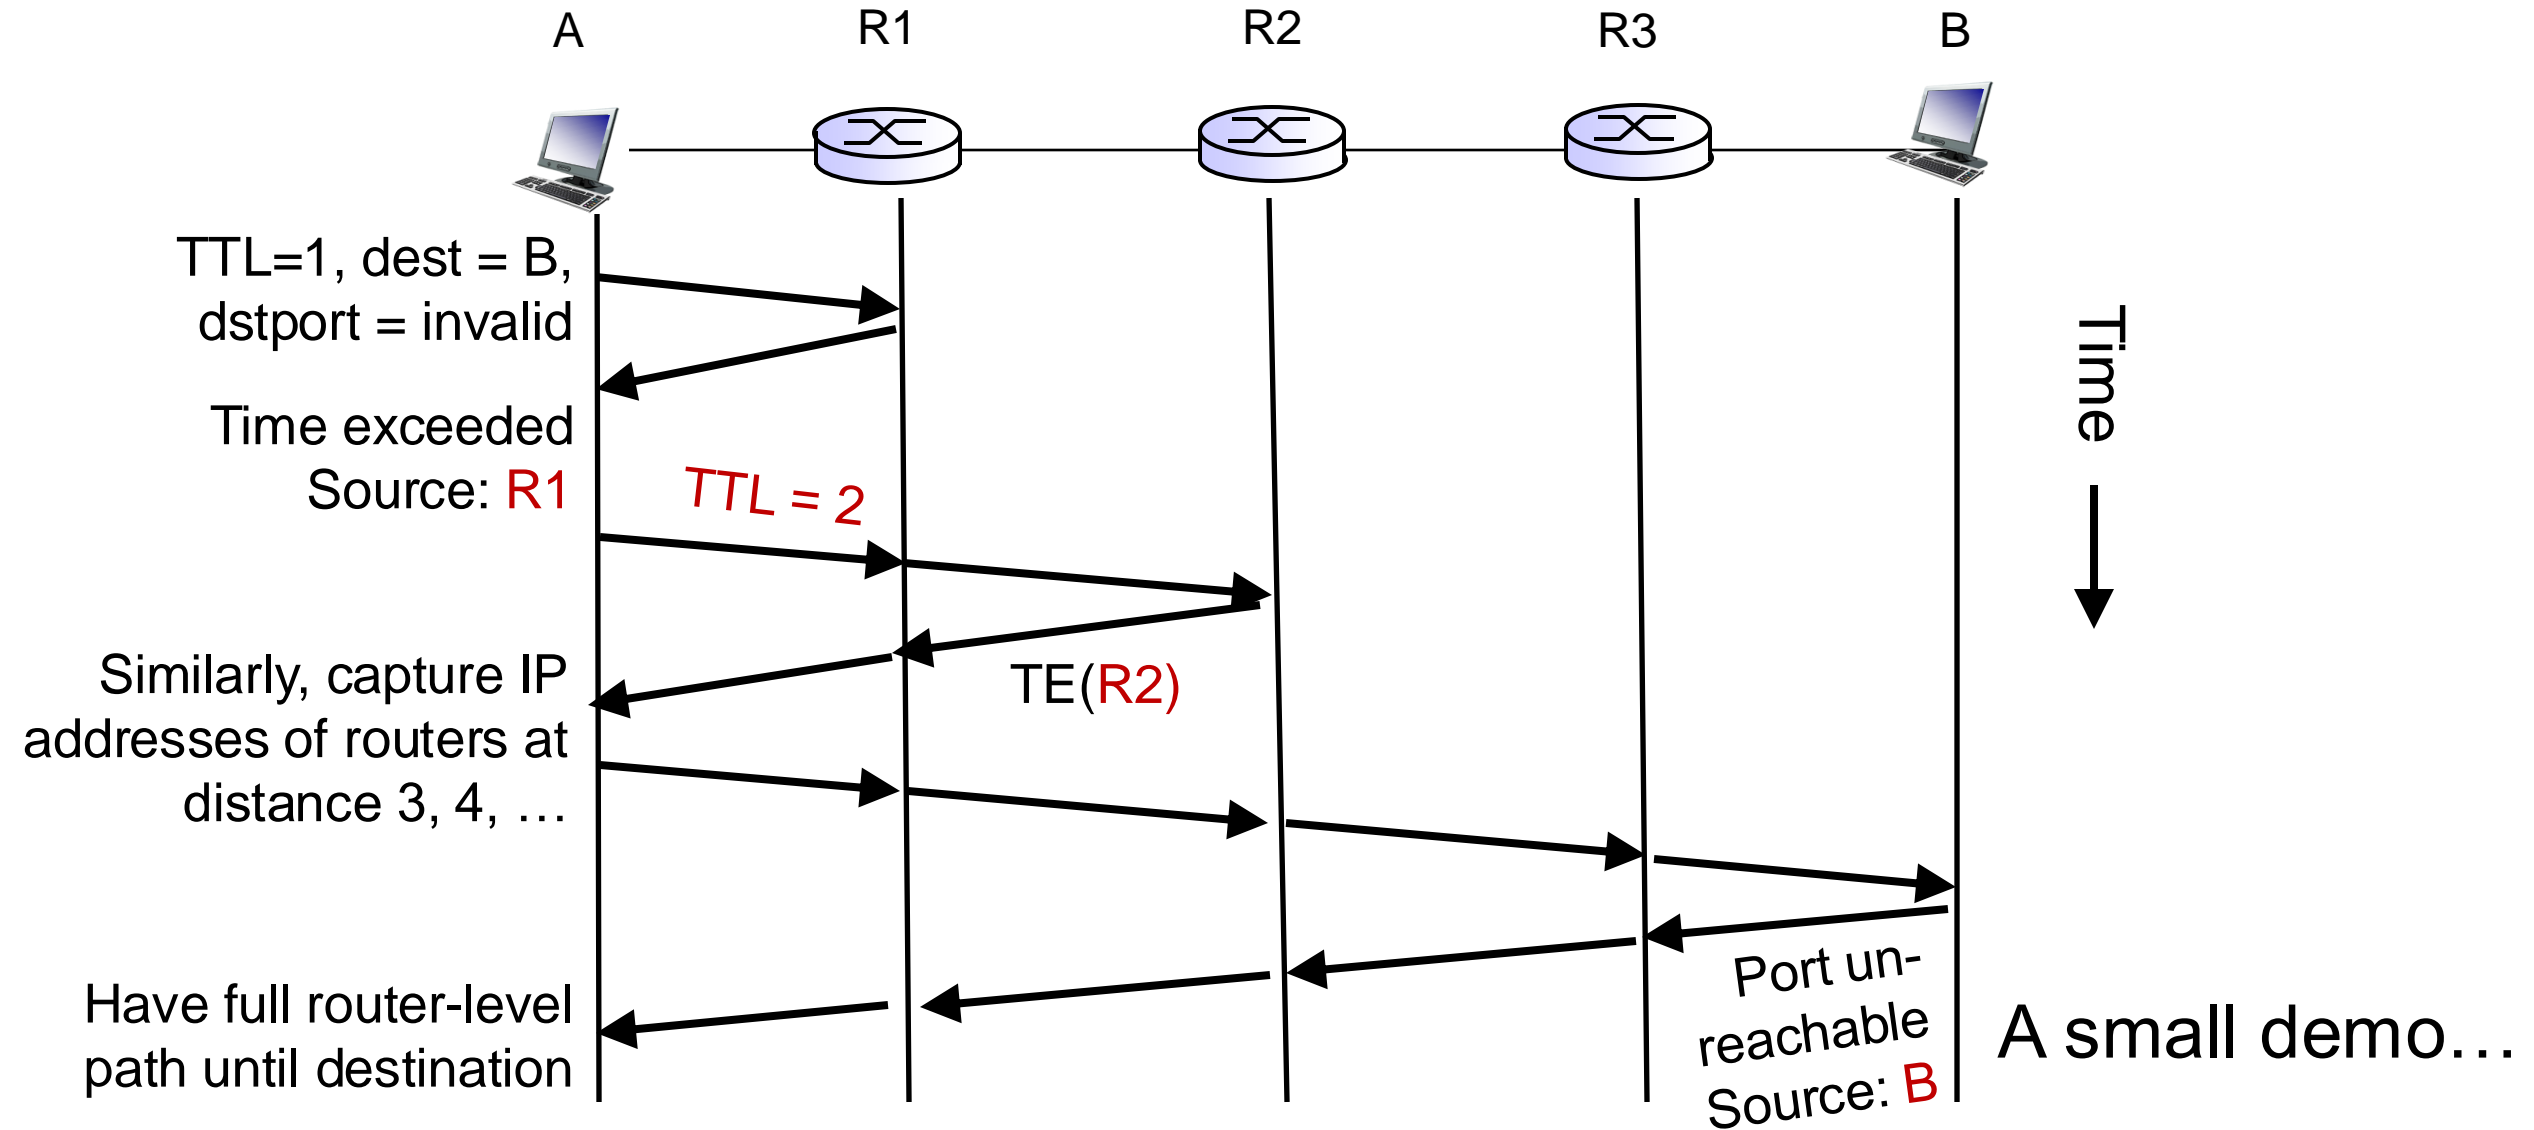 A
R1
R2
R3
B
TTL=1, dest = B,
dstport = invalid
Time exceeded
Source: R1
TTL = 2
Time
TE(R2)
Similarly, capture IP
addresses of routers at
distance 3, 4, …
Port un-
reachable
Source: B
Have full router-level
path until destination
A small demo…